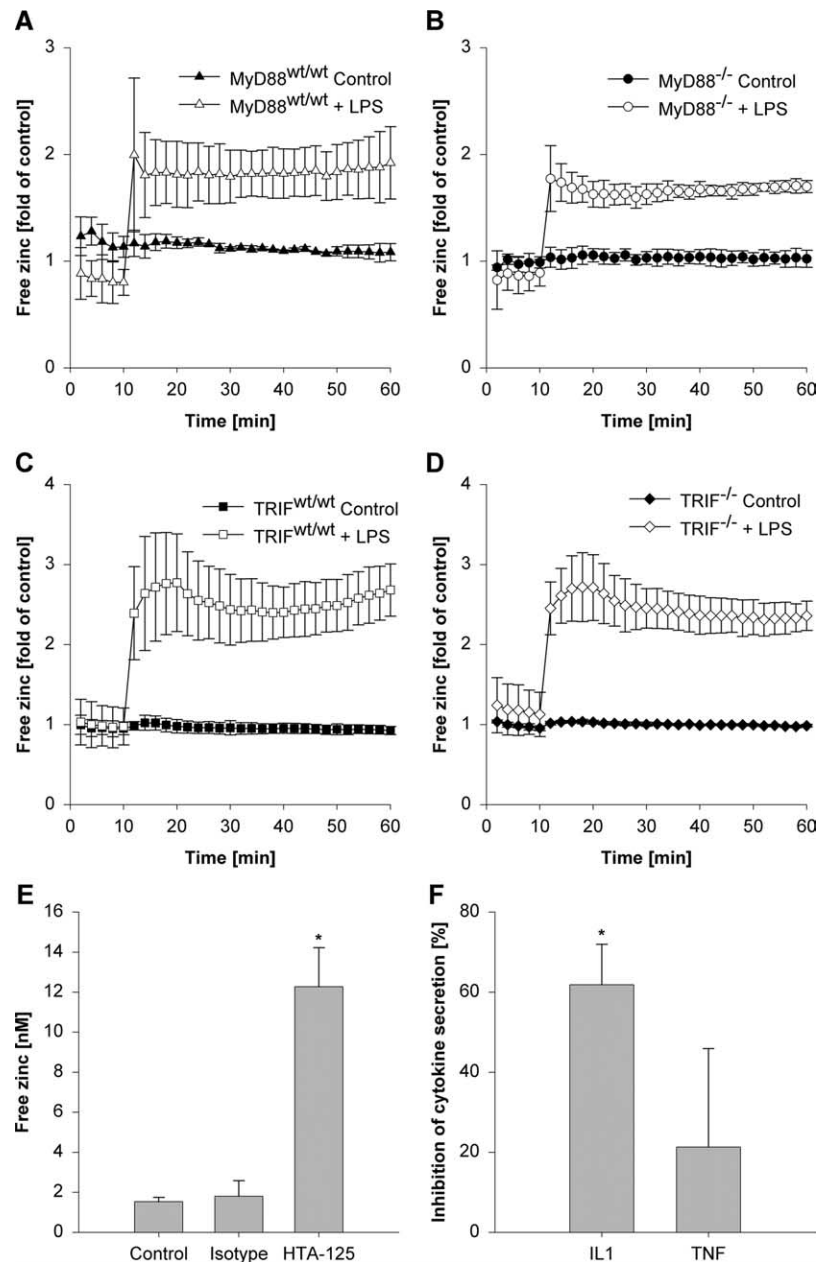 A
3
2
1
0
Free zinc [fold of control]
MyD88wt/wt Control
MyD88wt/wt + LPS
0 10 20 30 40 50 60
Time [min]
B
3
2
1
0
Free zinc [fold of control]
MyD88-/- Control
MyD88-/- + LPS
0 10 20 30 40 50 60
Time [min]
C
4
3
2
1
0
Free zinc [fold of control]
TRIFwt/wt Control
TRIFwt/wt + LPS
0 10 20 30 40 50 60
Time [min]
D
4
3
2
1
0
Free zinc [fold of control]
TRIF-/- Control
TRIF-/- + LPS
0 10 20 30 40 50 60
Time [min]
E
16
14
12
10
8
6
4
2
0
Free zinc [nM]
*
Control Isotype HTA-125
F
80
60
40
20
0
Inhibition of cytokine secretion [%]
*
IL1 TNF